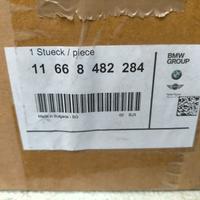 1 Stueck / piece
11 66 8 482 284
BMW
GROUP
Made in Bulgaria - BG